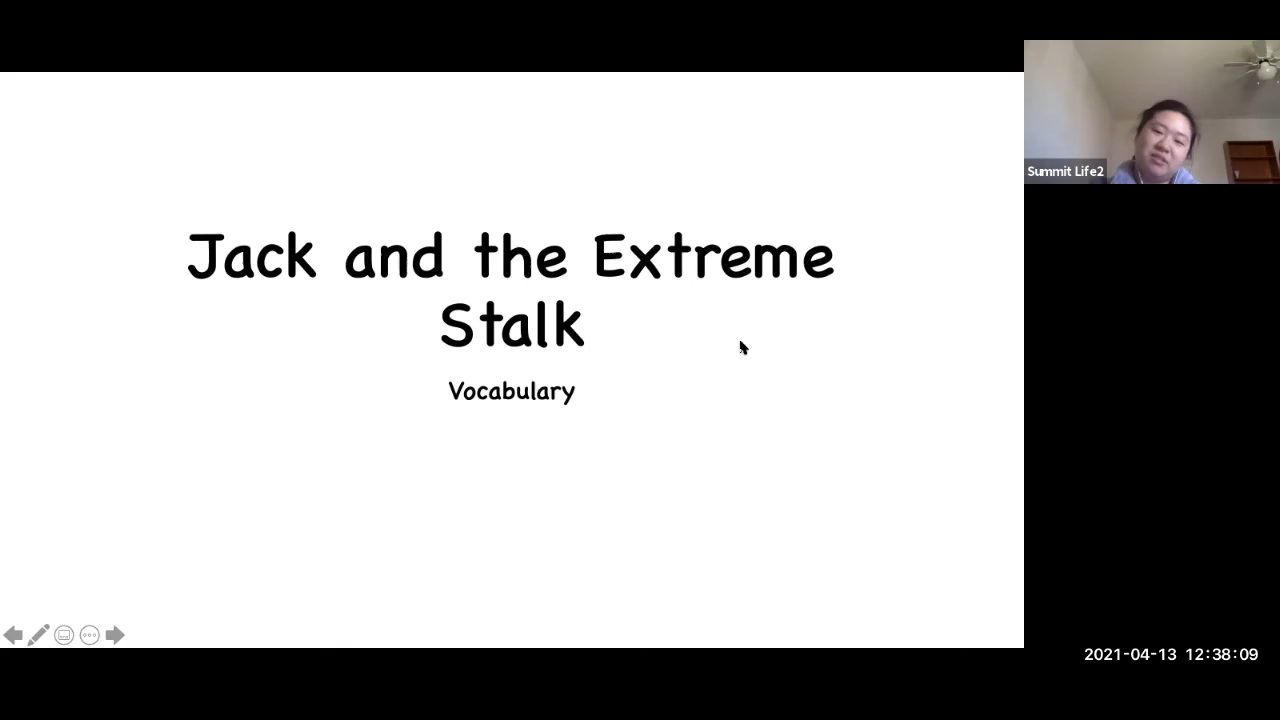 Jack and the Extreme
Stalk
Vocabulary
Summit Life2
2021-04-13 12:38:09